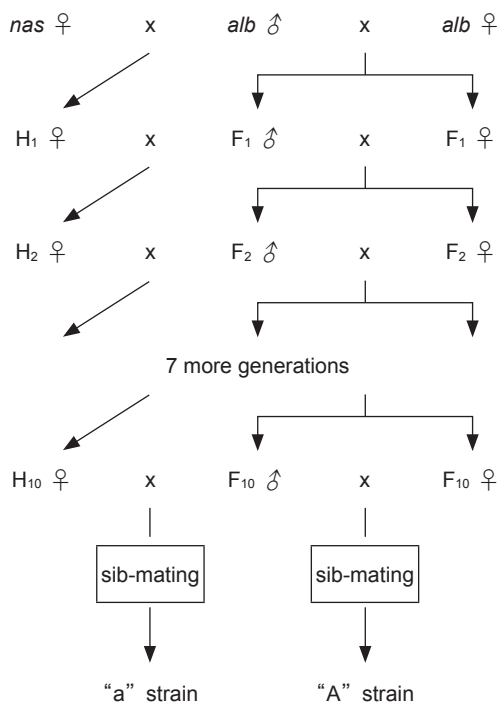 nas ♀ x alb ♂ x alb ♀
H₁ ♀ x F₁ ♂ x F₁ ♀
H₂ ♀ x F₂ ♂ x F₂ ♀
7 more generations
H₁₀ ♀ x F₁₀ ♂ x F₁₀ ♀
sib-mating sib-mating
“a” strain “A” strain